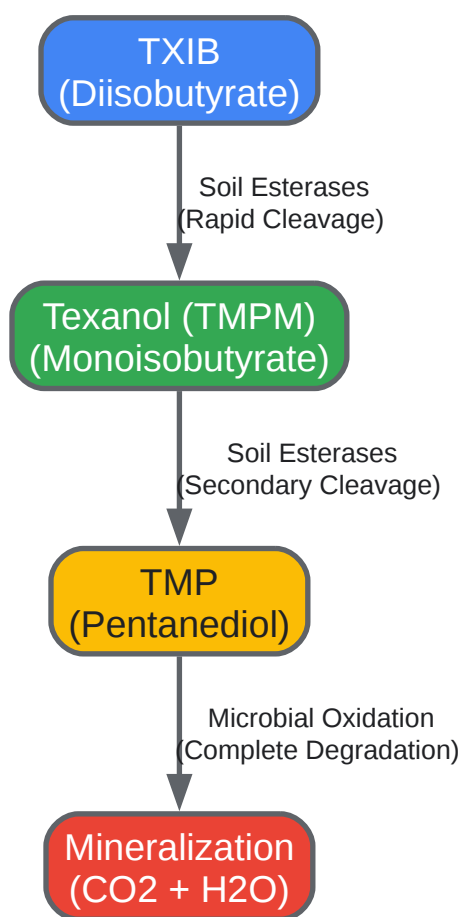 TXIB
(Diisobutyrate)
Soil Esterases
(Rapid Cleavage)
Texanol (TMPM)
(Monoisobutyrate)
Soil Esterases
(Secondary Cleavage)
TMP
(Pentanediol)
Microbial Oxidation
(Complete Degradation)
Mineralization
(CO2 + H2O)